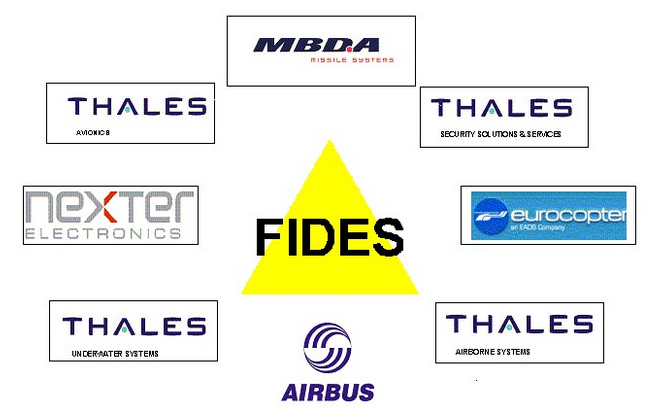 MBDA
MISSILE SYSTEMS
THALES
AVIONICS
THALES
SECURITY SOLUTIONS & SERVICES
nexter
ELECTRONICS
FIDES
eurocopter
an EADS Company
THALES
UNDERWATER SYSTEMS
AIRBUS
THALES
AIRBORNE SYSTEMS